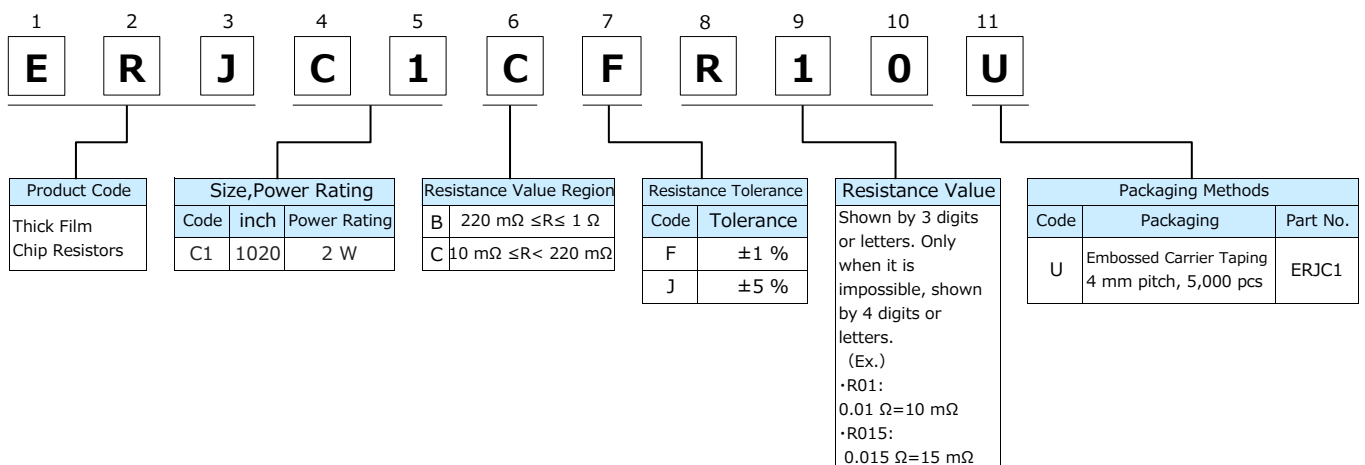 1 2 3 4 5 6 7 8 9 10 11
E R J C 1 C F R 1 0 U
Product Code
Thick Film
Chip Resistors
Size,Power Rating
Code inch Power Rating
C1 1020 2 W
Resistance Value Region
B 220 mΩ ≤R≤ 1 Ω
C 10 mΩ ≤R< 220 mΩ
Resistance Tolerance
Code Tolerance
F ±1 %
J ±5 %
Resistance Value
Shown by 3 digits
or letters. Only
when it is
impossible, shown
by 4 digits or
letters.
（Ex.）
・R01:
0.01 Ω=10 mΩ
・R015:
0.015 Ω=15 mΩ
Packaging Methods
Code Packaging Part No.
U Embossed Carrier Taping ERJC1
4 mm pitch, 5,000 pcs